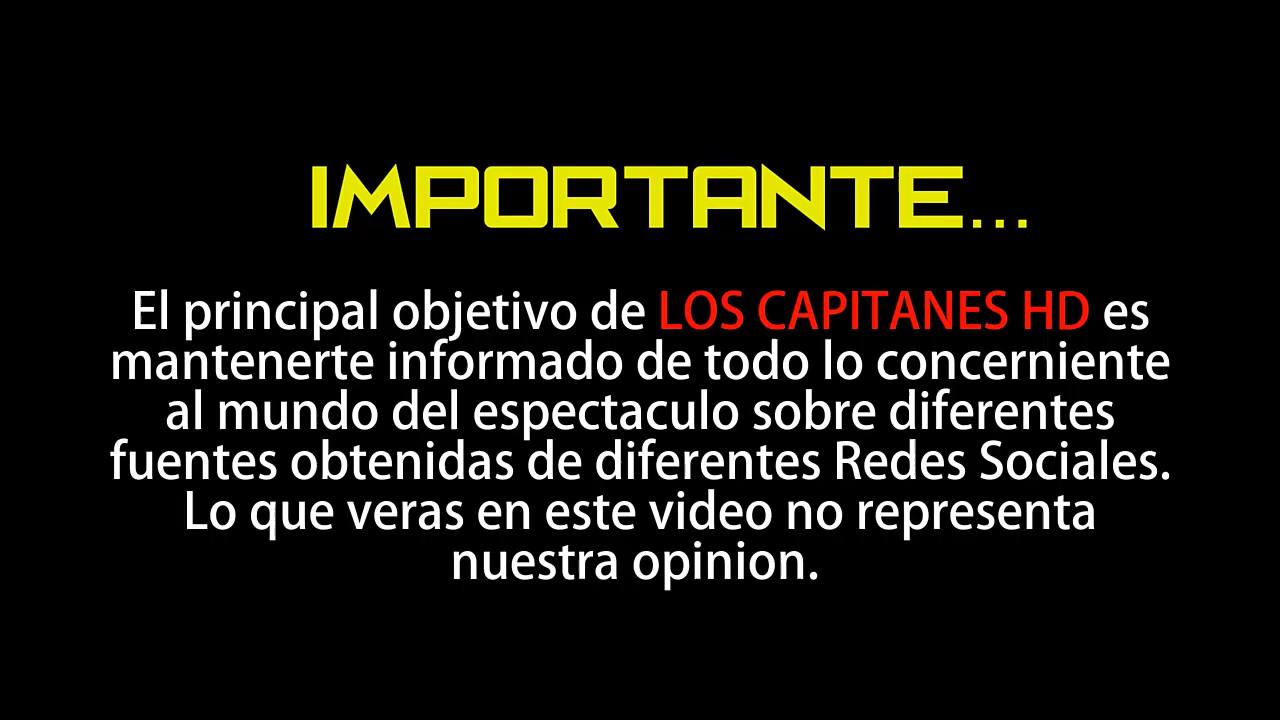 IMPORTANTE...
El principal objetivo de LOS CAPITANES HD es
mantenerte informado de todo lo concerniente
al mundo del espectaculo sobre diferentes
fuentes obtenidas de diferentes Redes Sociales.
Lo que veras en este video no representa
nuestra opinion.